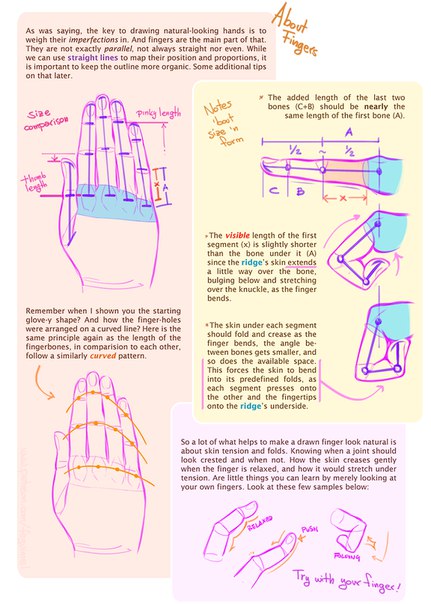 About
Fingers
As was saying, the key to drawing natural-looking hands is to
weigh their imperfections in. And fingers are the main part of that.
They are not exactly parallel, not always straight nor even. While
we can use straight lines to map their position and proportions, it
is important to keep the outline more organic. Some additional tips
on that later.
Size
comparison
pinky length
thumb
length
x
A
Notes
'bout
size 'n
form
* The added length of the last two
bones (C+B) should be nearly the
same length of the first bone (A).
A
1/2
~
1/2
C
B
x
*The visible length of the first
segment (x) is slightly shorter
than the bone under it (A)
since the ridge's skin extends
a little way over the bone,
bulging below and stretching
over the knuckle, as the finger
bends.
*The skin under each segment
should fold and crease as the
finger bends, the angle be-
tween bones gets smaller, and
so does the available space.
This forces the skin to bend
into its predefined folds, as
each segment presses onto
the other and the fingertips
onto the ridge's underside.
Remember when I shown you the starting
glove-y shape? And how the finger-holes
were arranged on a curved line? Here is the
same principle again as the length of the
fingerbones, in comparision to each other,
follow a similarly curved pattern.
So a lot of what helps to make a drawn finger look natural is
about skin tension and folds. Knowing when a joint should
look crested and when not. How the skin creases gently
when the finger is relaxed, and how it would stretch under
tension. Are little things you can learn by merely looking at
your own fingers. Look at these few samples below:
RELAXED
PUSH
FOLDING
Try with your finger!